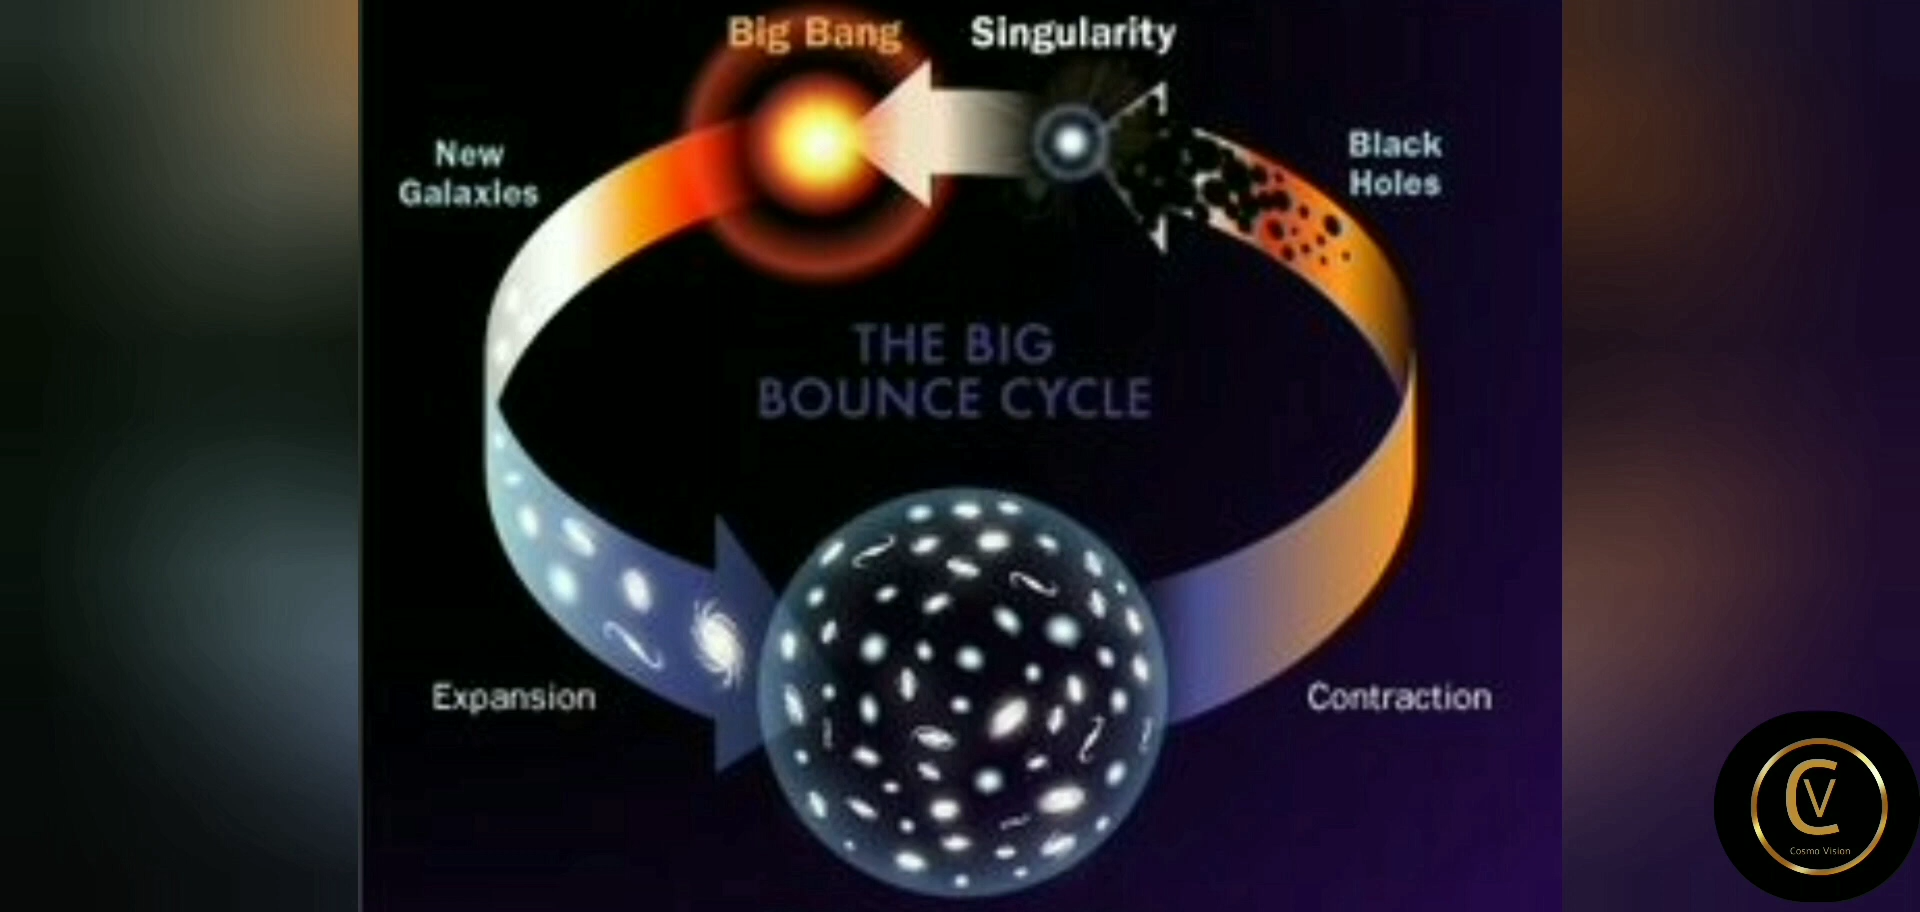 Big Bang
Singularity
New
Galaxies
Black
Holes
THE BIG
BOUNCE CYCLE
Expansion
Contraction
CV
Cosmo Vision